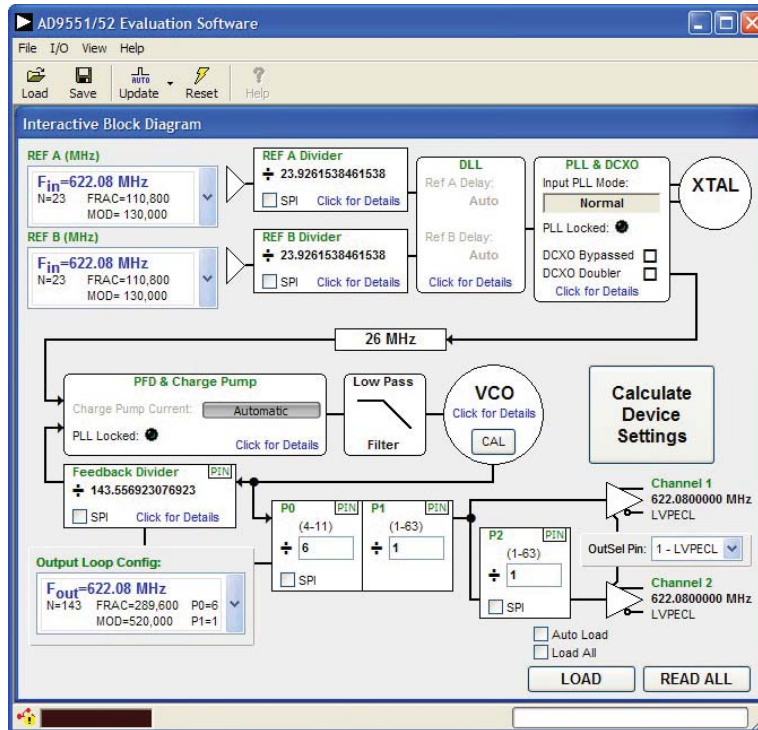 AD9551/52 Evaluation Software
File I/O View Help
AUTO
Load Save Update Reset Help
Interactive Block Diagram
REF A (MHz)
Fin=622.08 MHz
N=23 FRAC=110,800
MOD= 130,000
REF A Divider
÷ 23.9261538461538
SPI Click for Details
REF B (MHz)
Fin=622.08 MHz
N=23 FRAC=110,800
MOD= 130,000
REF B Divider
÷ 23.9261538461538
SPI Click for Details
DLL
Ref A Delay:
Auto
Ref B Delay:
Auto
Click for Details
PLL & DCXO
Input PLL Mode:
Normal
PLL Locked:
DCXO Bypassed
DCXO Doubler
Click for Details
XTAL
26 MHz
PFD & Charge Pump
Charge Pump Current: Automatic
PLL Locked: Click for Details
Low Pass
Filter
VCO
Click for Details
CAL
Calculate
Device
Settings
Feedback Divider PIN
÷ 143.556923076923
SPI Click for Details
P0 PIN
(4-11)
÷ 6
SPI
P1 PIN
(1-63)
÷ 1
P2 PIN
(1-63)
÷ 1
SPI
Channel 1
622.0800000 MHz
LVPECL
OutSel Pin: 1 - LVPECL
Channel 2
622.0800000 MHz
LVPECL
Output Loop Config:
Fout=622.08 MHz
N=143 FRAC=289,600 P0=6
MOD=520,000 P1=1
Auto Load
Load All
LOAD READ ALL